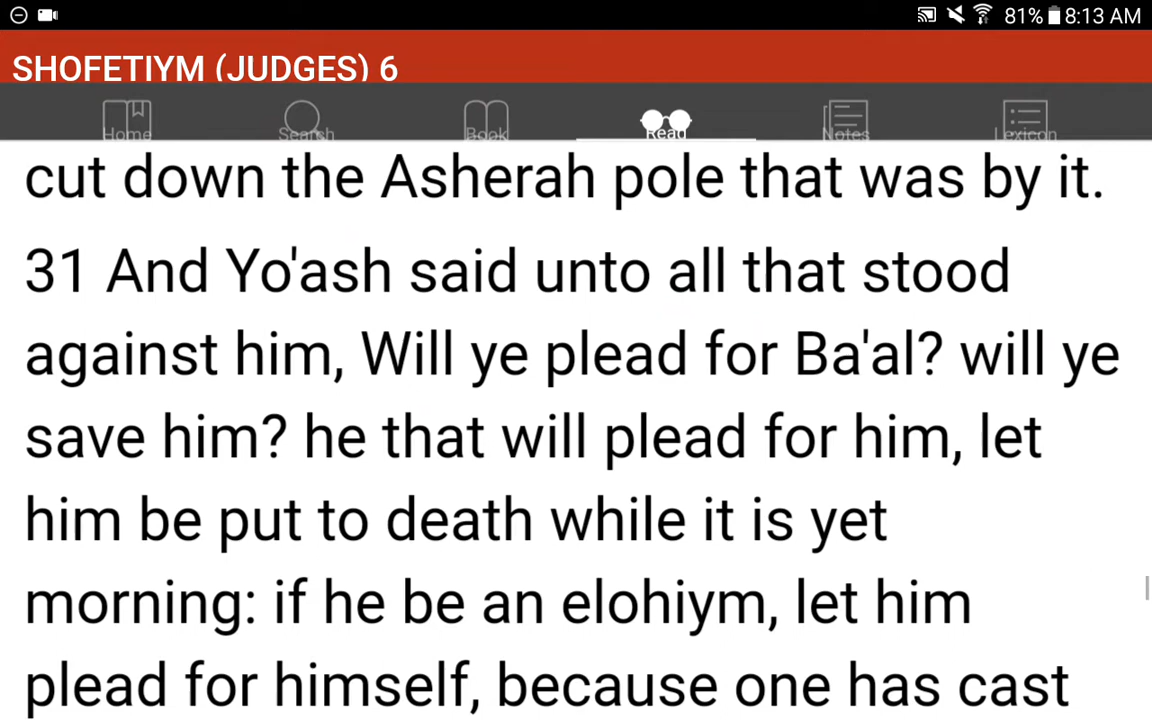 81% 8:13 AM
SHOFETIYM (JUDGES) 6
Home Search Book Read Notes Lexicon
cut down the Asherah pole that was by it.
31 And Yo'ash said unto all that stood
against him, Will ye plead for Ba'al? will ye
save him? he that will plead for him, let
him be put to death while it is yet
morning: if he be an elohiym, let him
plead for himself, because one has cast